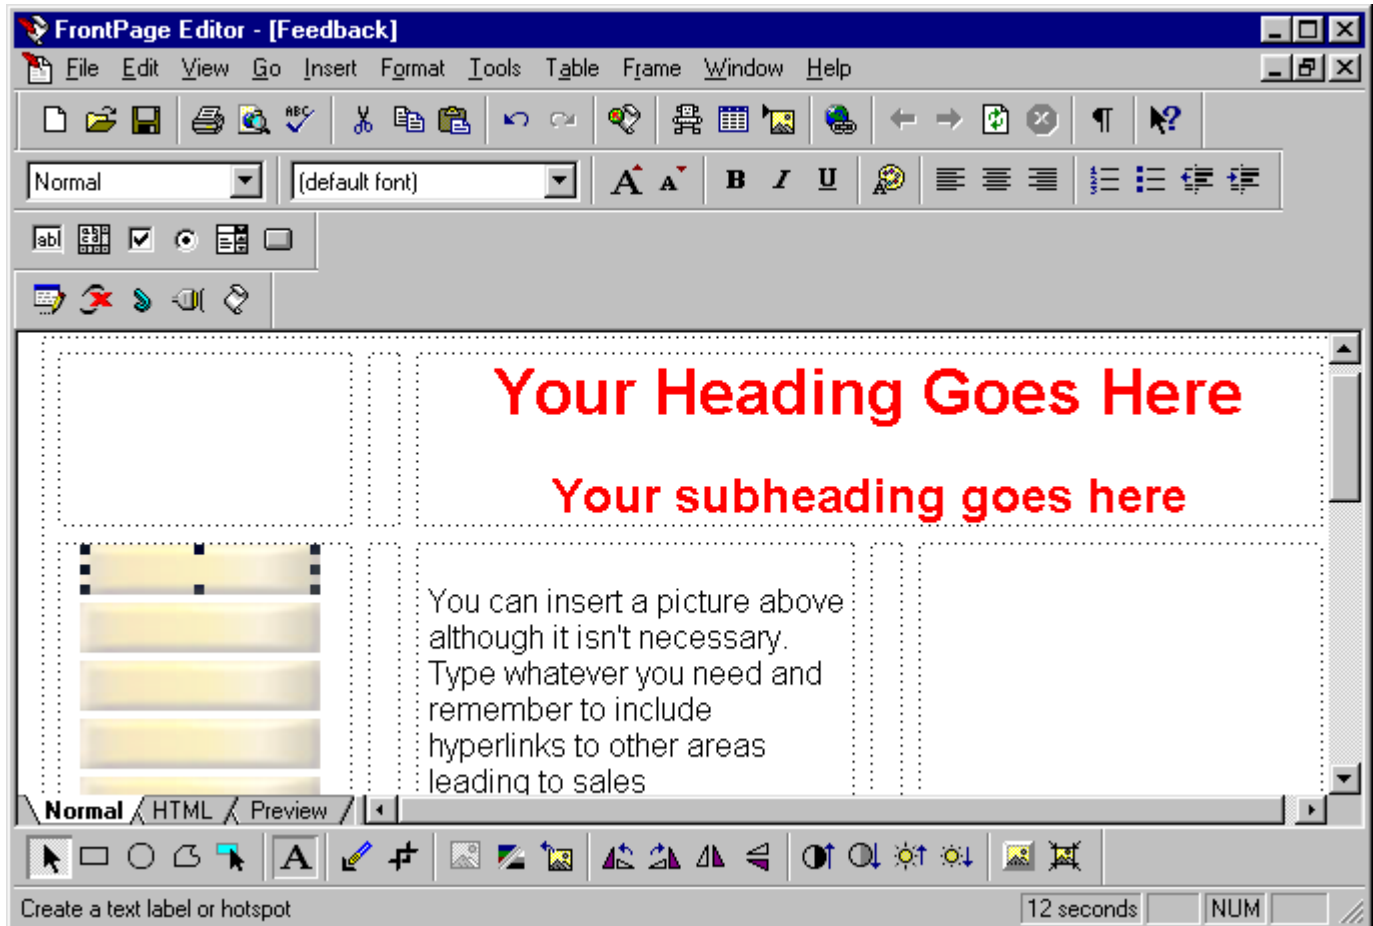 FrontPage Editor - [Feedback]
File Edit View Go Insert Format Tools Table Frame Window Help
Normal (default font) A A B I U
abl
Your Heading Goes Here
Your subheading goes here
You can insert a picture above
although it isn't necessary.
Type whatever you need and
remember to include
hyperlinks to other areas
leading to sales
Normal HTML Preview
A
Create a text label or hotspot 12 seconds NUM